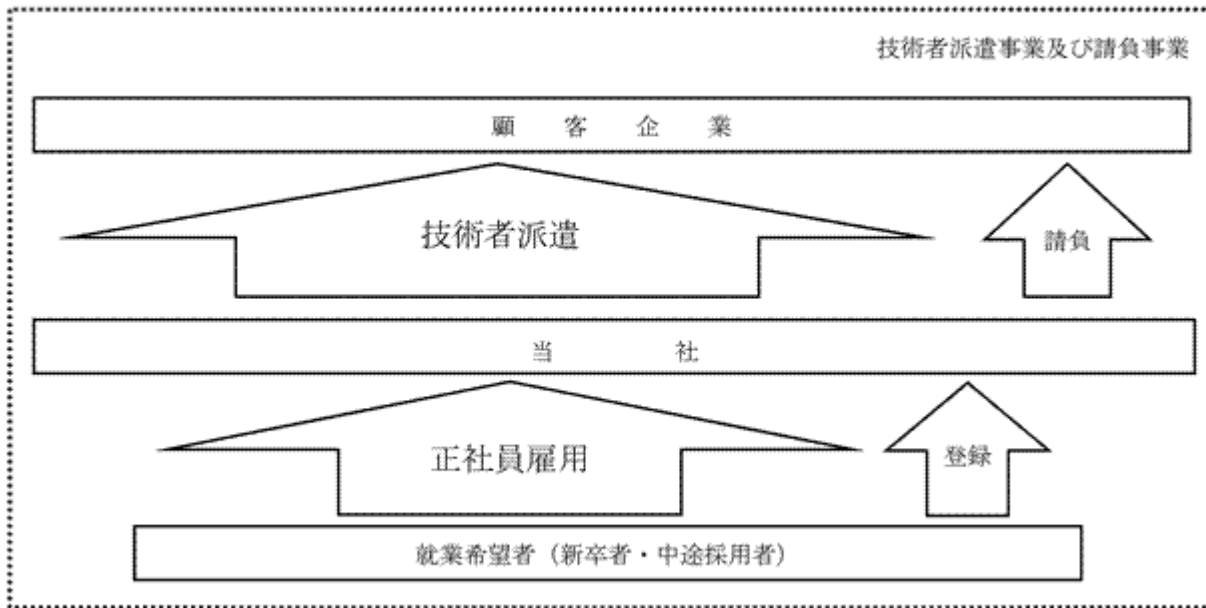 技術者派遣事業及び請負事業
顧客企業
技術者派遣
請負
当社
正社員雇用
登録
就業希望者（新卒者・中途採用者）